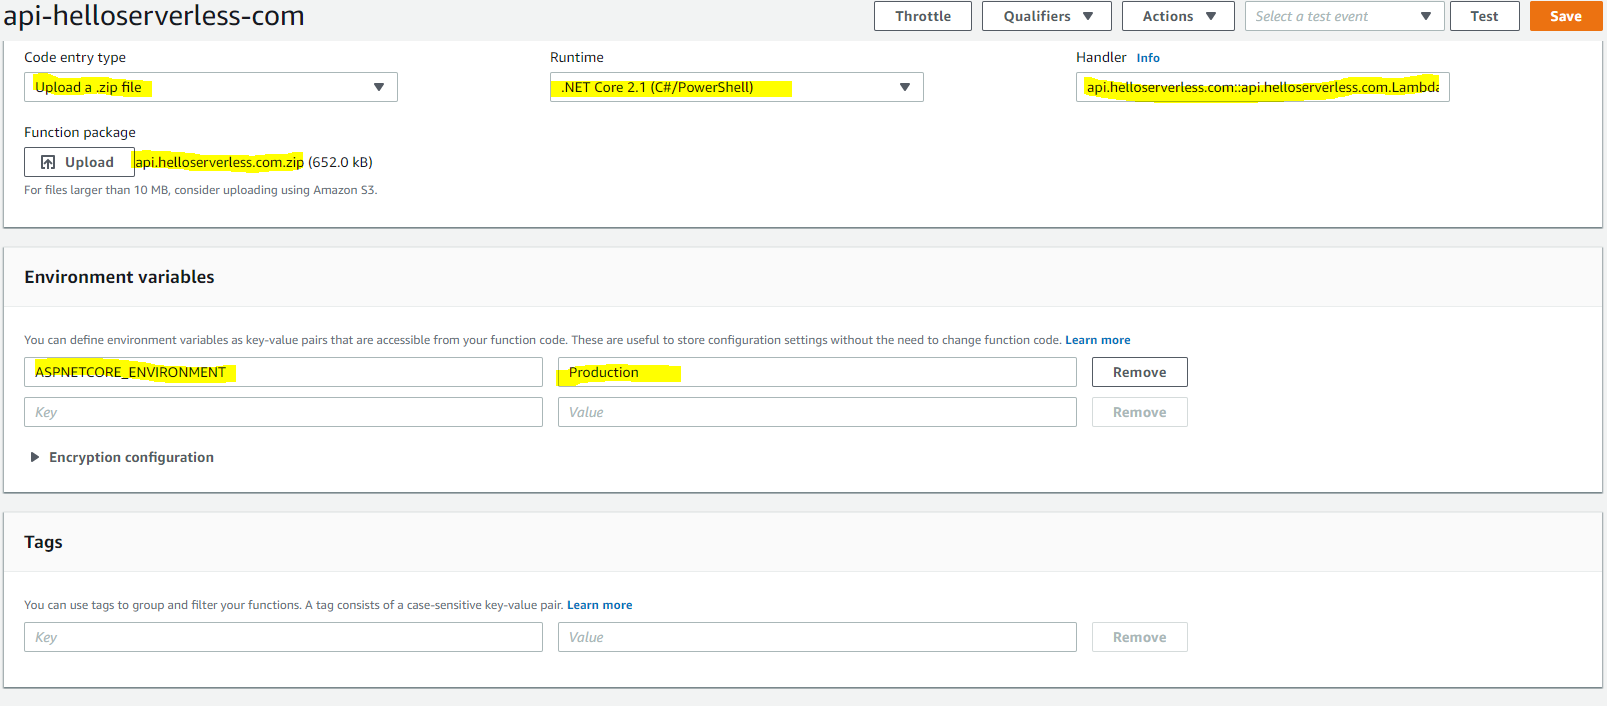 api-helloserverless-com Throttle Qualifiers Actions Select a test event Test Save
Code entry type Runtime Handler Info
Upload a .zip file .NET Core 2.1 (C#/PowerShell) api.helloserverless.com::api.helloserverless.com.Lambda
Function package
Upload api.helloserverless.com.zip (652.0 kB)
For files larger than 10 MB, consider uploading using Amazon S3.
Environment variables
You can define environment variables as key-value pairs that are accessible from your function code. These are useful to store configuration settings without the need to change function code. Learn more
ASPNETCORE_ENVIRONMENT Production Remove
Key Value Remove
Encryption configuration
Tags
You can use tags to group and filter your functions. A tag consists of a case-sensitive key-value pair. Learn more
Key Value Remove